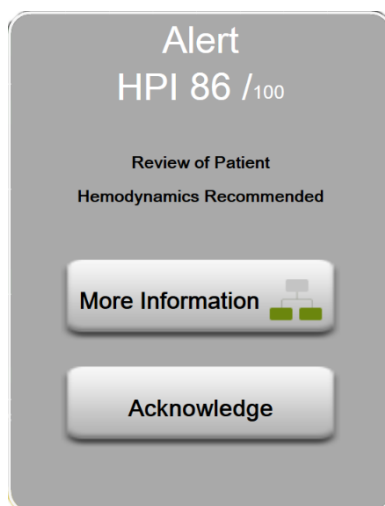 Alert
HPI 86 /100
Review of Patient
Hemodynamics Recommended
More Information
Acknowledge